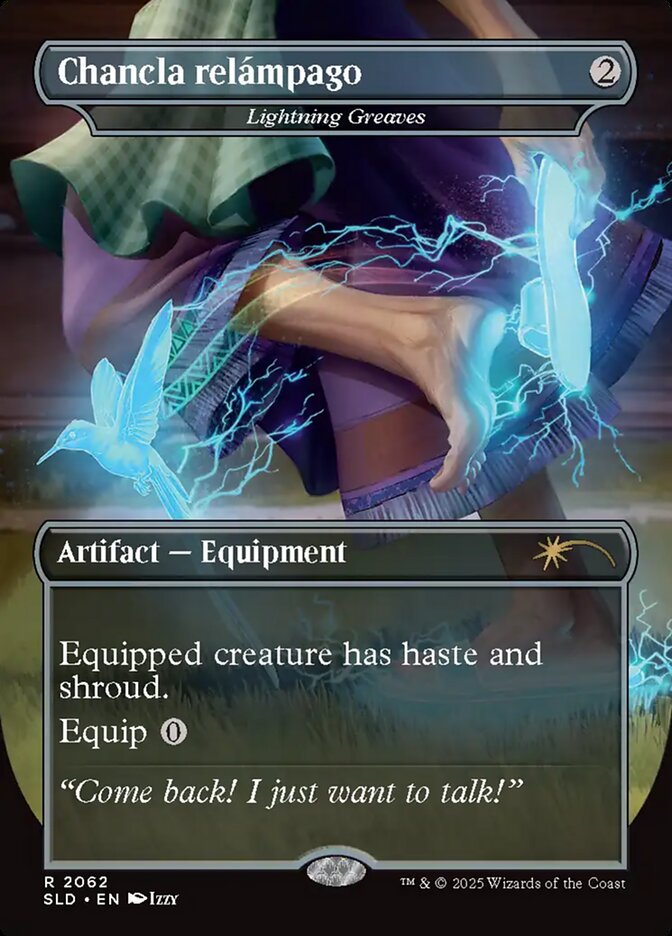 Chancla relámpago 2
Lightning Greaves
Artifact — Equipment
Equipped creature has haste and
shroud.
Equip 0
“Come back! I just want to talk!”
R 2062
SLD • EN Izzy
™ & © 2025 Wizards of the Coast